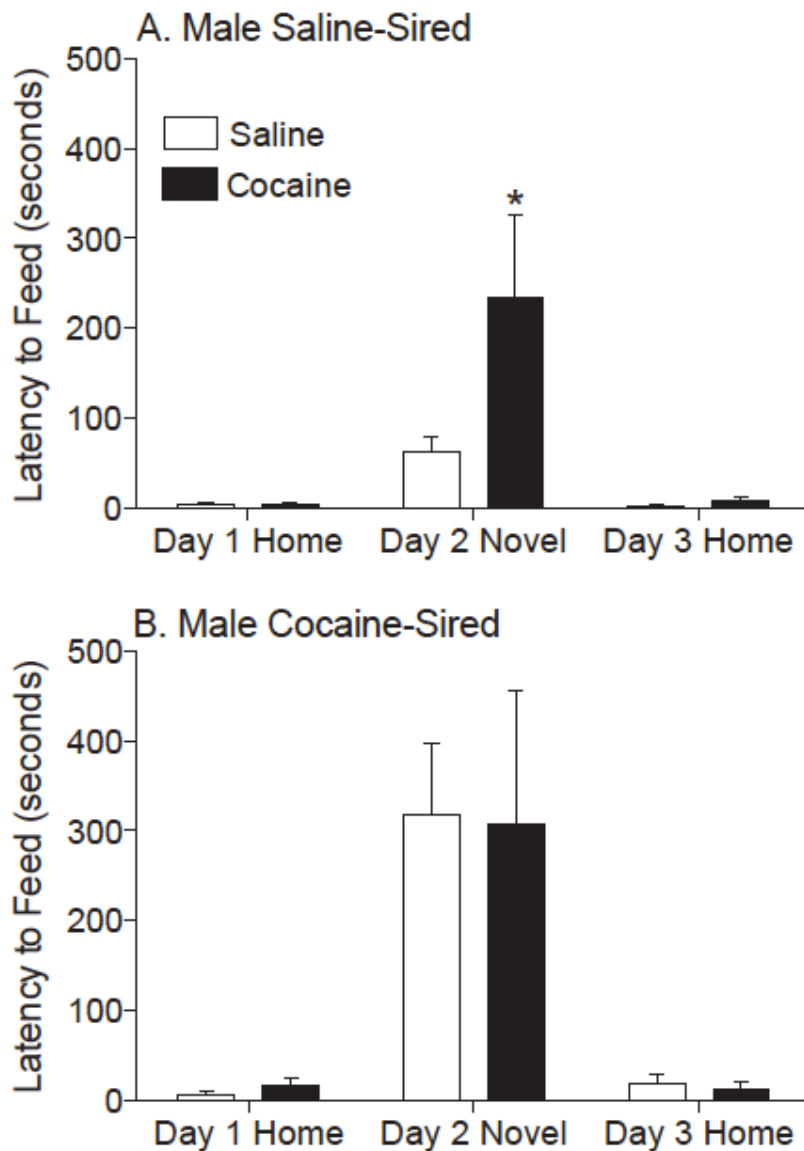 A. Male Saline-Sired
Latency to Feed (seconds)
500
400
300
200
100
0
Saline
Cocaine
*
Day 1 Home Day 2 Novel Day 3 Home
B. Male Cocaine-Sired
Latency to Feed (seconds)
500
400
300
200
100
0
Day 1 Home Day 2 Novel Day 3 Home